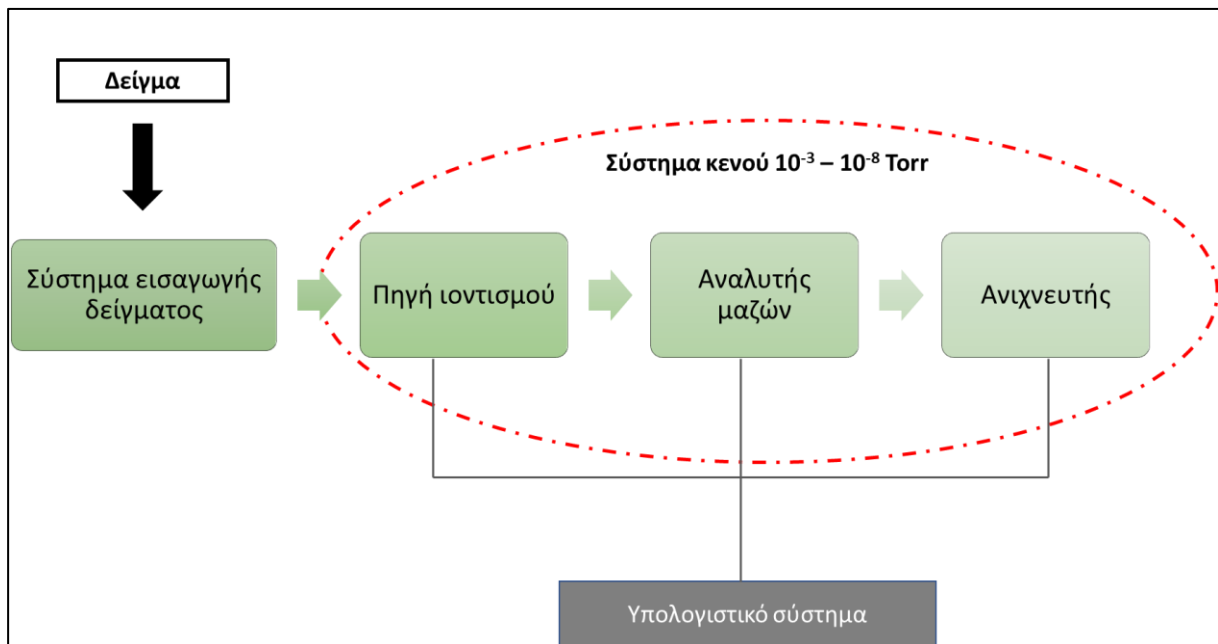 Δείγμα
Σύστημα κενού 10⁻³ – 10⁻⁸ Torr
Σύστημα εισαγωγής
δείγματος
Πηγή ιοντισμού
Αναλυτής
μαζών
Ανιχνευτής
Υπολογιστικό σύστημα